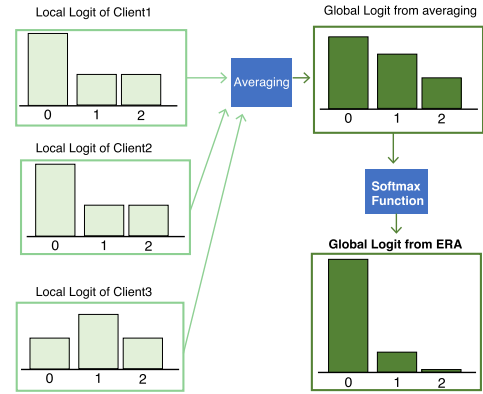 Local Logit of Client1
0 1 2
Local Logit of Client2
0 1 2
Local Logit of Client3
0 1 2
Averaging
Global Logit from averaging
0 1 2
Softmax
Function
Global Logit from ERA
0 1 2